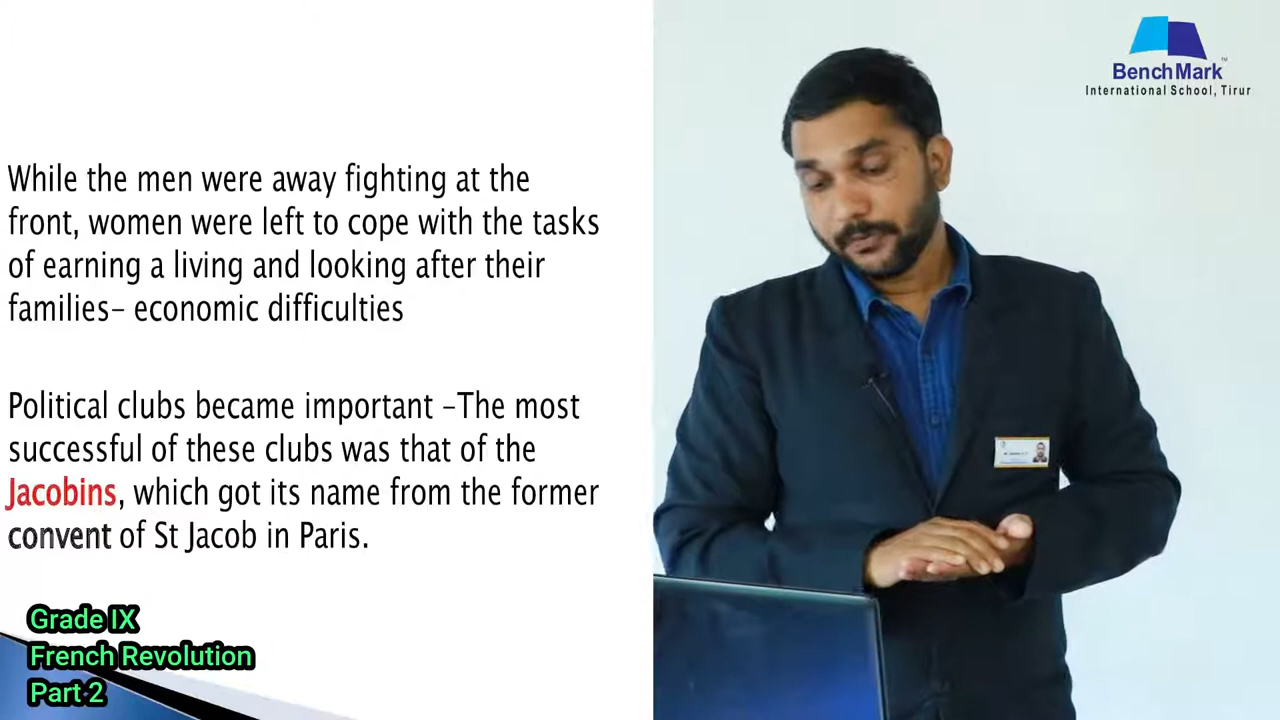 While the men were away fighting at the
front, women were left to cope with the tasks
of earning a living and looking after their
families– economic difficulties
Political clubs became important –The most
successful of these clubs was that of the
Jacobins, which got its name from the former
convent of St Jacob in Paris.
Grade IX
French Revolution
Part 2
BenchMark™
International School, Tirur